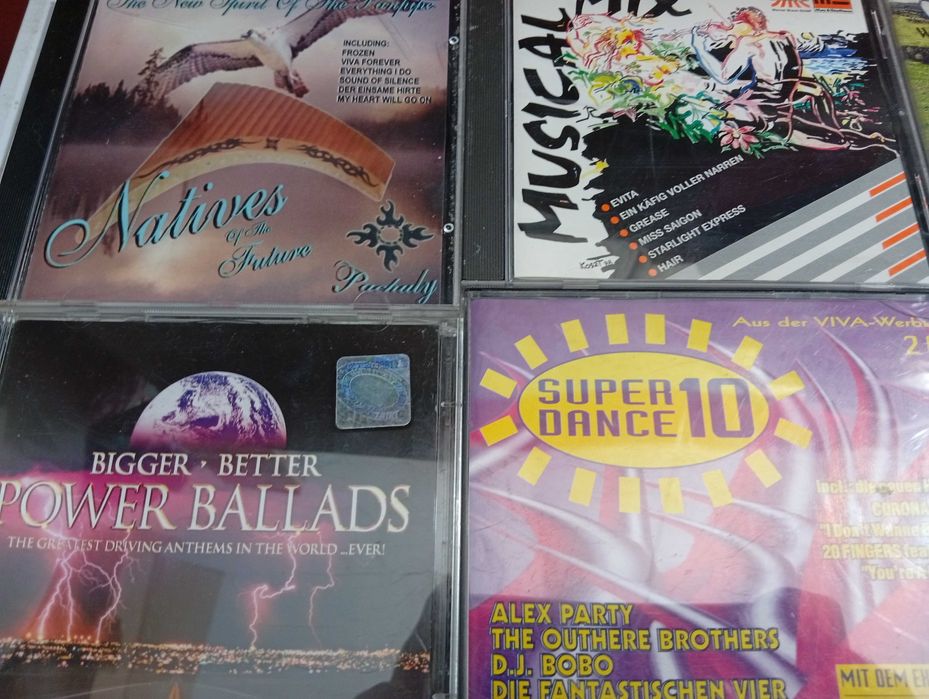 The New Spirit Of The Panpipe
INCLUDING:
FROZEN
VIVA FOREVER
EVERYTHING I DO
SOUND OF SILENCE
DER EINSAME HIRTE
MY HEART WILL GO ON
Natives
Of The
Future
Pachuly
MUSICAL MIX
EVITA
EIN KÄFIG VOLLER NARREN
GREASE
MISS SAIGON
STARLIGHT EXPRESS
HAIR
BIGGER · BETTER
POWER BALLADS
THE GREATEST DRIVING ANTHEMS IN THE WORLD ...EVER!
Aus der VIVA-Werbu
2
SUPER
DANCE 10
CORONA
"I Don't Wanna
20 FINGERS (fea
"You're A
ALEX PARTY
THE OUTHERE BROTHERS
D.J. BOBO
DIE FANTASTISCHEN VIER
MIT DEM